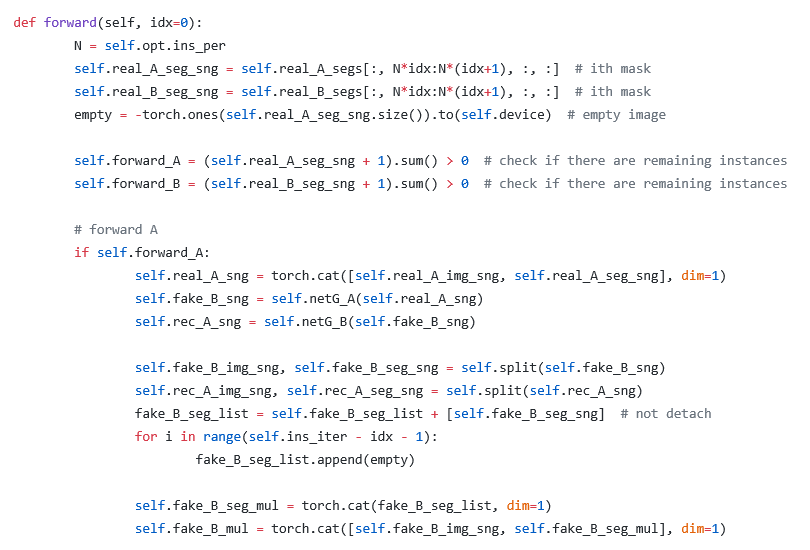 def forward(self, idx=0):
        N = self.opt.ins_per
        self.real_A_seg_sng = self.real_A_segs[:, N*idx:N*(idx+1), :, :]  # ith mask
        self.real_B_seg_sng = self.real_B_segs[:, N*idx:N*(idx+1), :, :]  # ith mask
        empty = -torch.ones(self.real_A_seg_sng.size()).to(self.device)  # empty image

        self.forward_A = (self.real_A_seg_sng + 1).sum() > 0  # check if there are remaining instances
        self.forward_B = (self.real_B_seg_sng + 1).sum() > 0  # check if there are remaining instances

        # forward A
        if self.forward_A:
                self.real_A_sng = torch.cat([self.real_A_img_sng, self.real_A_seg_sng], dim=1)
                self.fake_B_sng = self.netG_A(self.real_A_sng)
                self.rec_A_sng = self.netG_B(self.fake_B_sng)

                self.fake_B_img_sng, self.fake_B_seg_sng = self.split(self.fake_B_sng)
                self.rec_A_img_sng, self.rec_A_seg_sng = self.split(self.rec_A_sng)
                fake_B_seg_list = self.fake_B_seg_list + [self.fake_B_seg_sng]  # not detach
                for i in range(self.ins_iter - idx - 1):
                        fake_B_seg_list.append(empty)

                self.fake_B_seg_mul = torch.cat(fake_B_seg_list, dim=1)
                self.fake_B_mul = torch.cat([self.fake_B_img_sng, self.fake_B_seg_mul], dim=1)